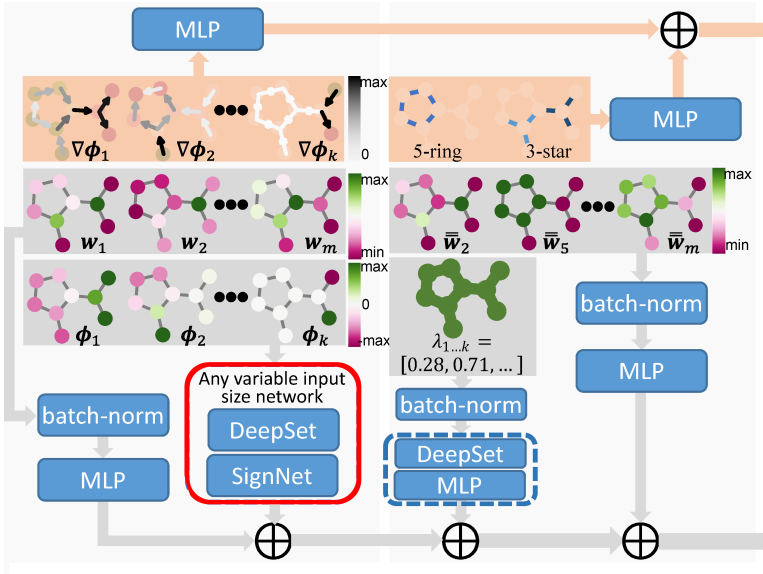 MLP
max
0
∇ϕ₁
∇ϕ₂
∇ϕₖ
5-ring
3-star
MLP
max
min
w₁
w₂
wₘ
max
min
w̿₂
w̿₅
w̿ₘ
max
0
-max
ϕ₁
ϕ₂
ϕₖ
λ₁…ₖ =
[0.28, 0.71, … ]
batch-norm
MLP
Any variable input
size network
DeepSet
SignNet
batch-norm
MLP
batch-norm
DeepSet
MLP